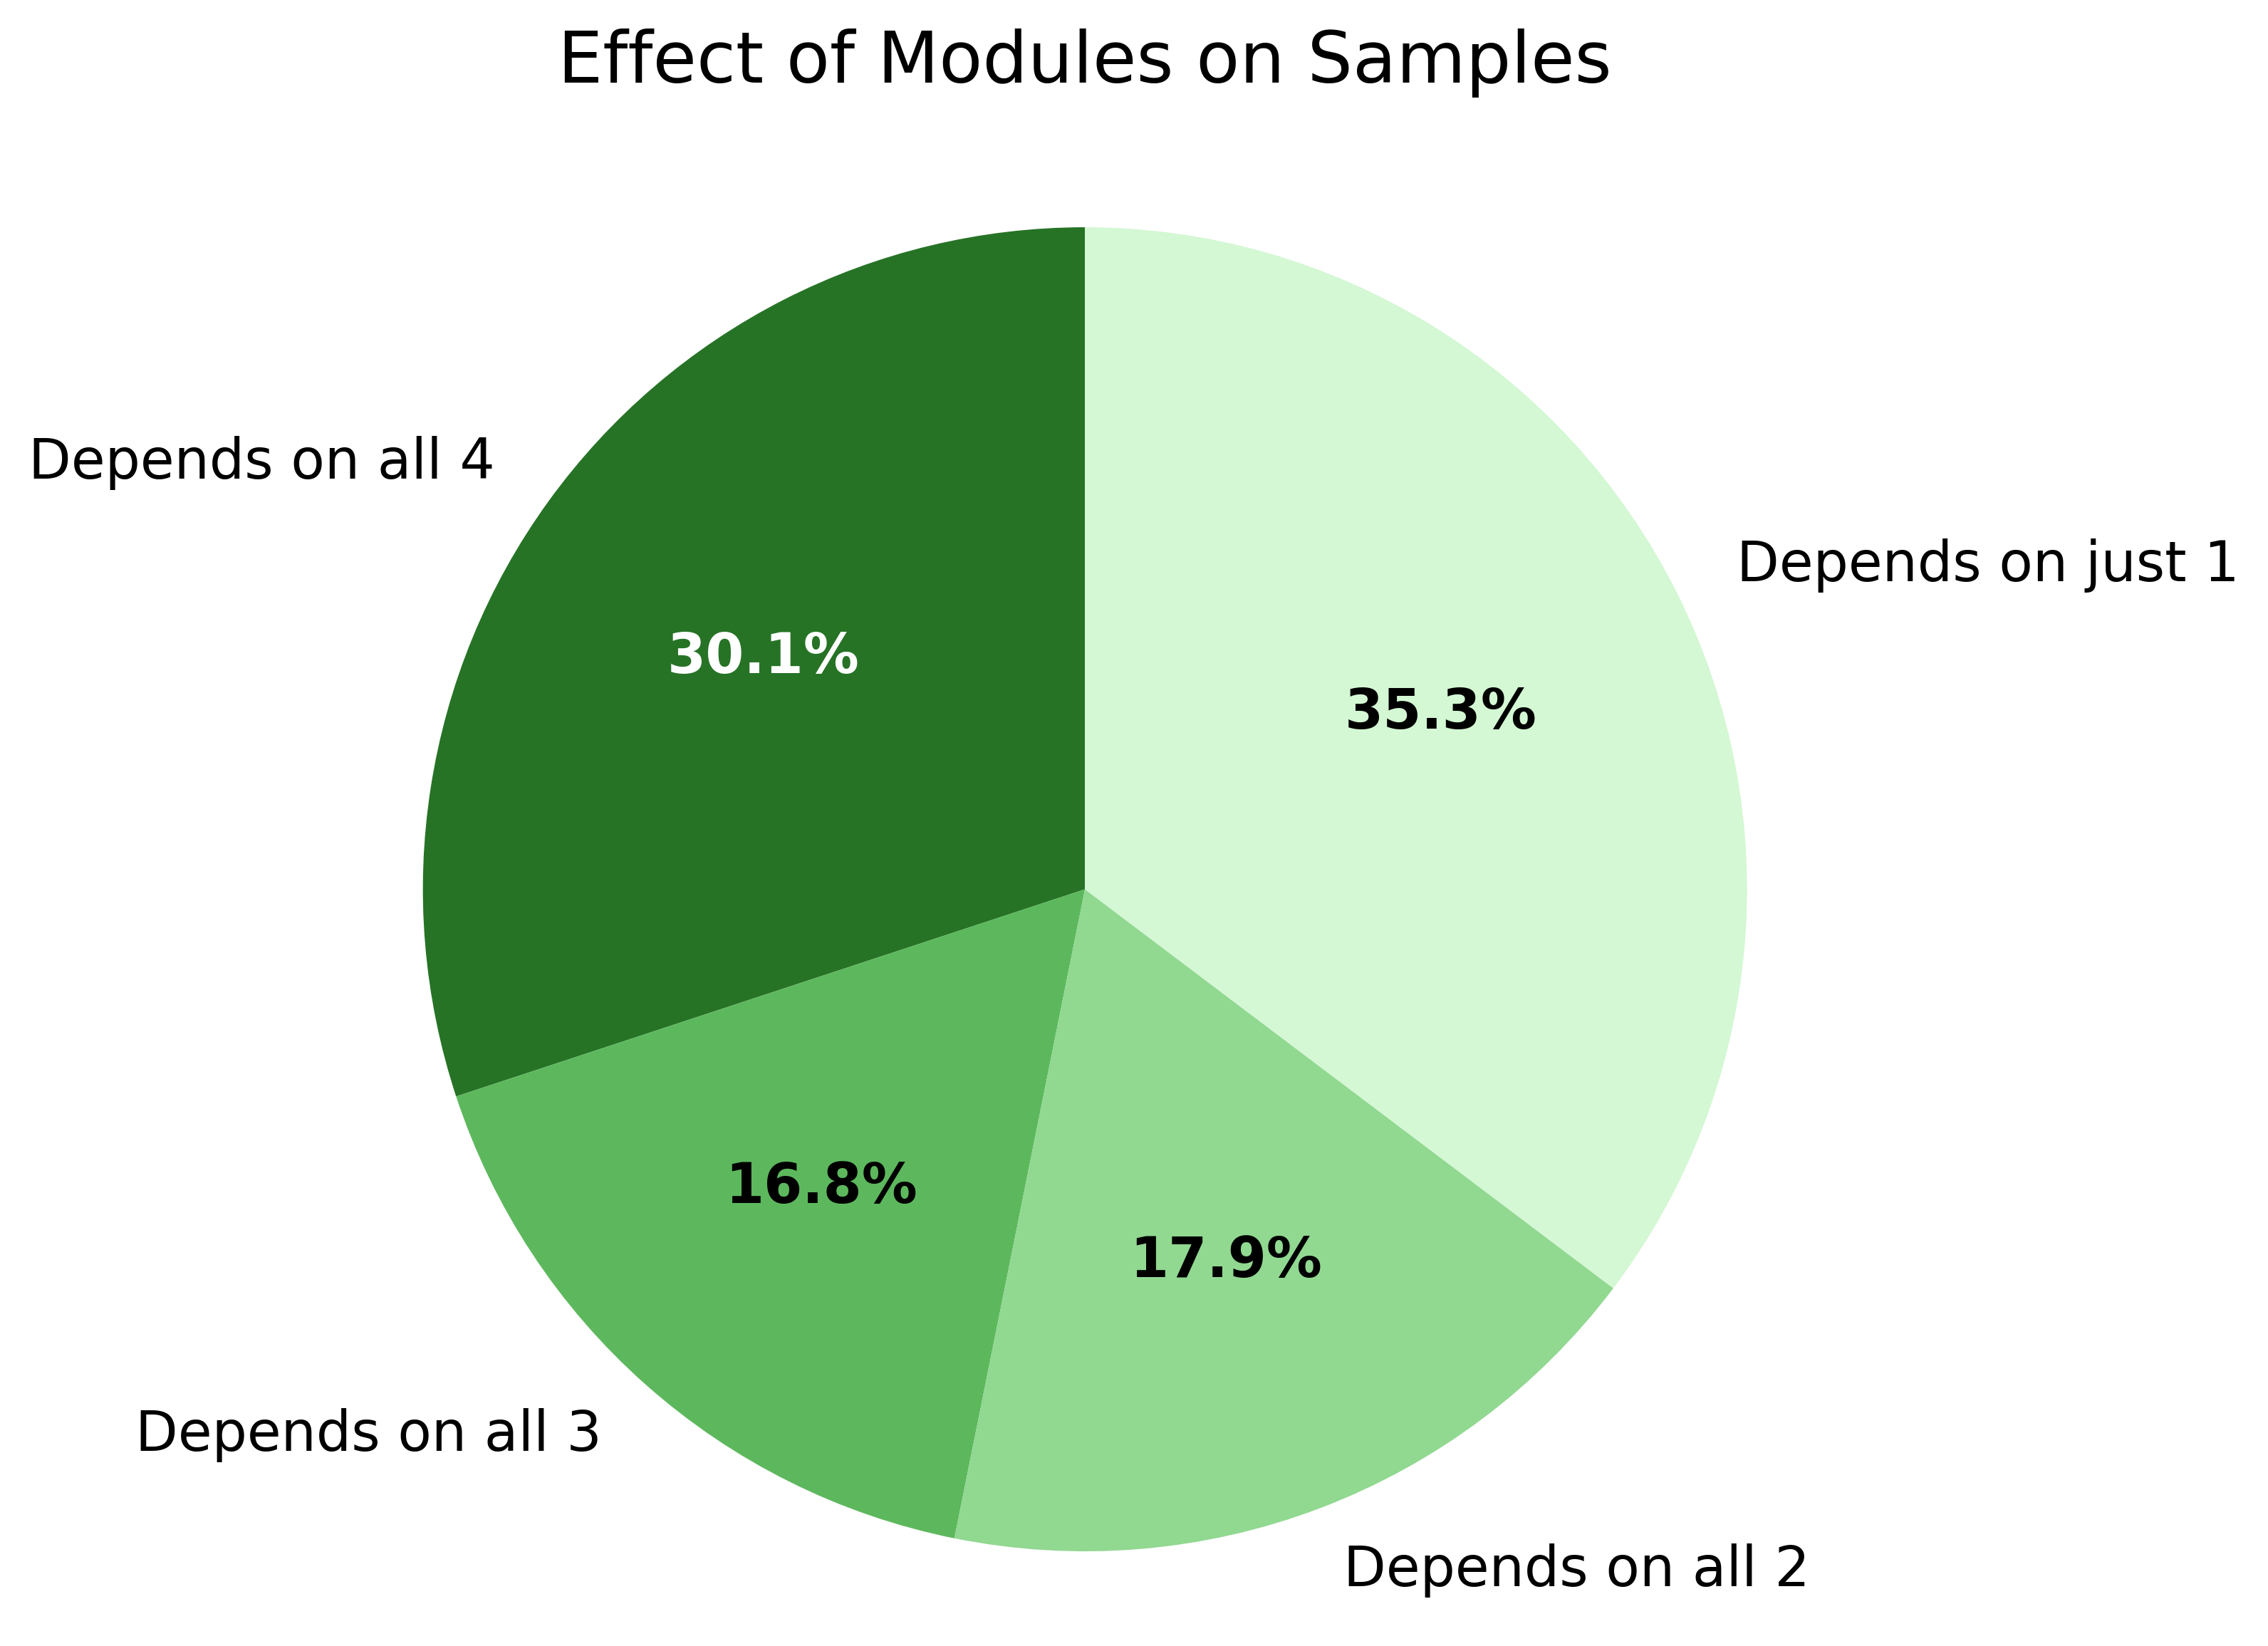 Effect of Modules on Samples
Depends on all 4
Depends on just 1
30.1%
35.3%
16.8%
17.9%
Depends on all 3
Depends on all 2